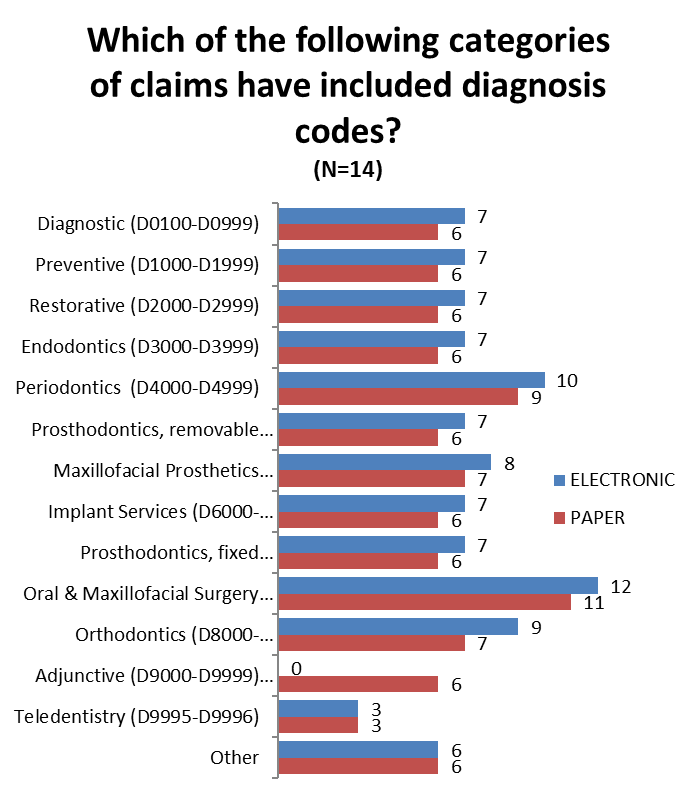 Which of the following categories
of claims have included diagnosis
codes?
(N=14)
Diagnostic (D0100-D0999)
7
6
Preventive (D1000-D1999)
7
6
Restorative (D2000-D2999)
7
6
Endodontics (D3000-D3999)
7
6
Periodontics (D4000-D4999)
10
9
Prosthodontics, removable...
7
6
Maxillofacial Prosthetics...
8
7
Implant Services (D6000-...
7
6
Prosthodontics, fixed...
7
6
Oral & Maxillofacial Surgery...
12
11
Orthodontics (D8000-...
9
7
Adjunctive (D9000-D9999)...
0
6
Teledentistry (D9995-D9996)
3
3
Other
6
6
ELECTRONIC
PAPER